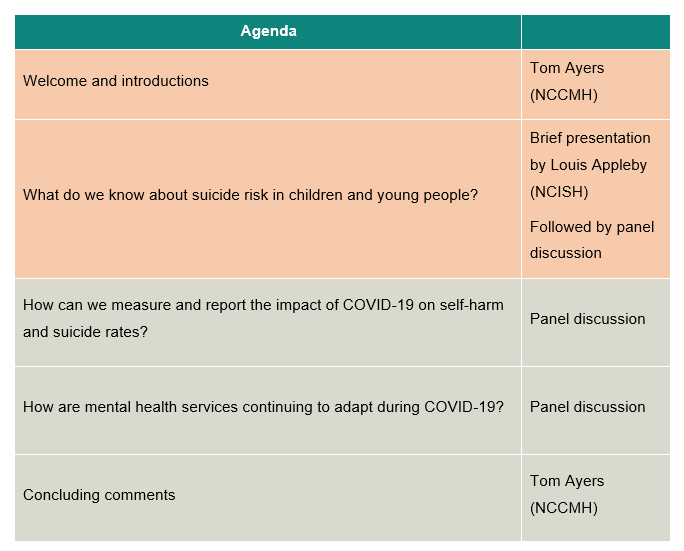 Agenda
Welcome and introductions
Tom Ayers
(NCCMH)
What do we know about suicide risk in children and young people?
Brief presentation
by Louis Appleby
(NCISH)
Followed by panel
discussion
How can we measure and report the impact of COVID-19 on self-harm
and suicide rates?
Panel discussion
How are mental health services continuing to adapt during COVID-19?
Panel discussion
Concluding comments
Tom Ayers
(NCCMH)